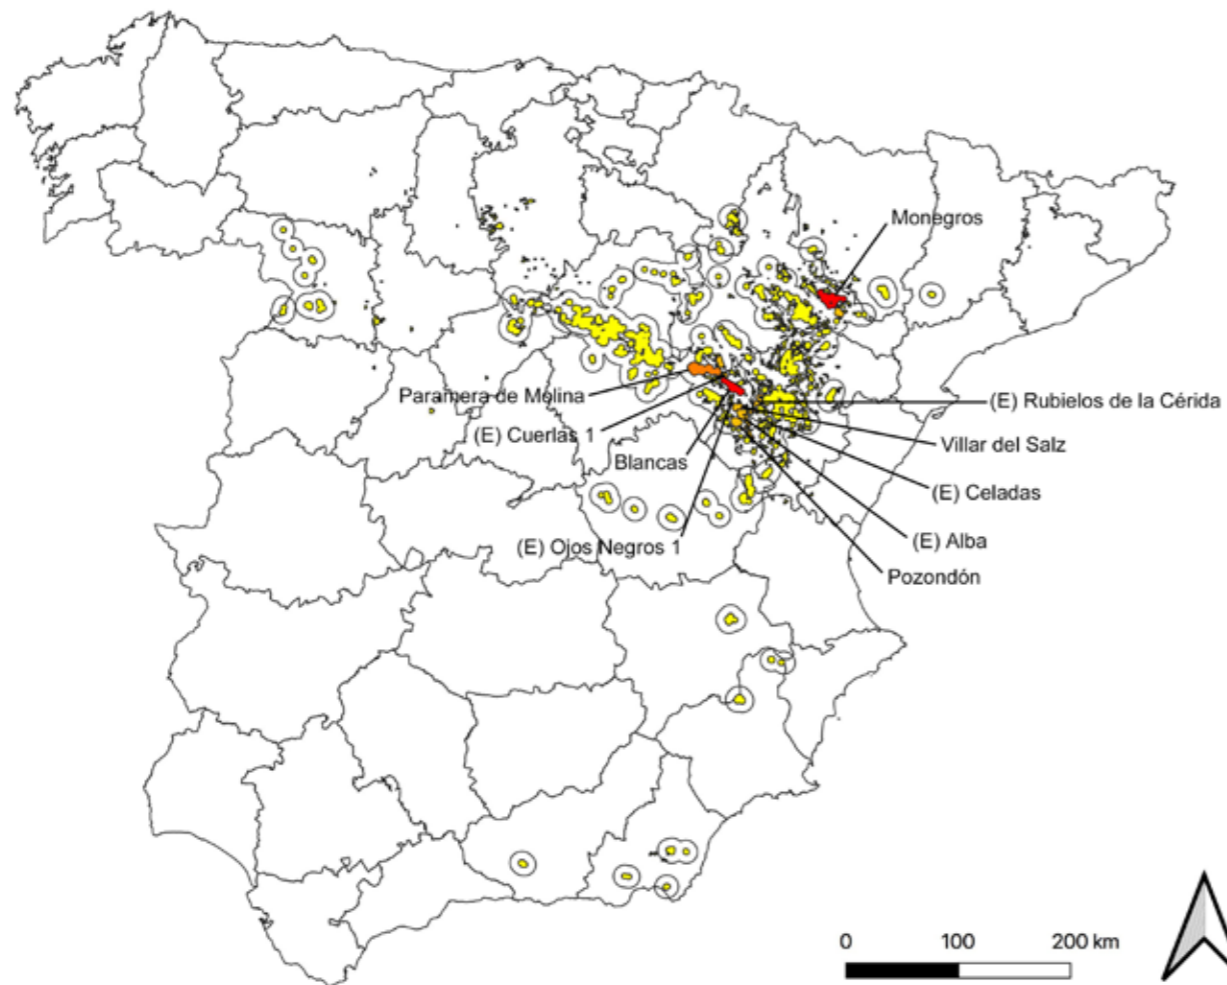 Monegros
Paramera de Molina
(E) Rubielos de la Cérida
(E) Cuerlas 1
Villar del Salz
Blancas
(E) Celadas
(E) Ojos Negros 1
(E) Alba
Pozondón
0 100 200 km